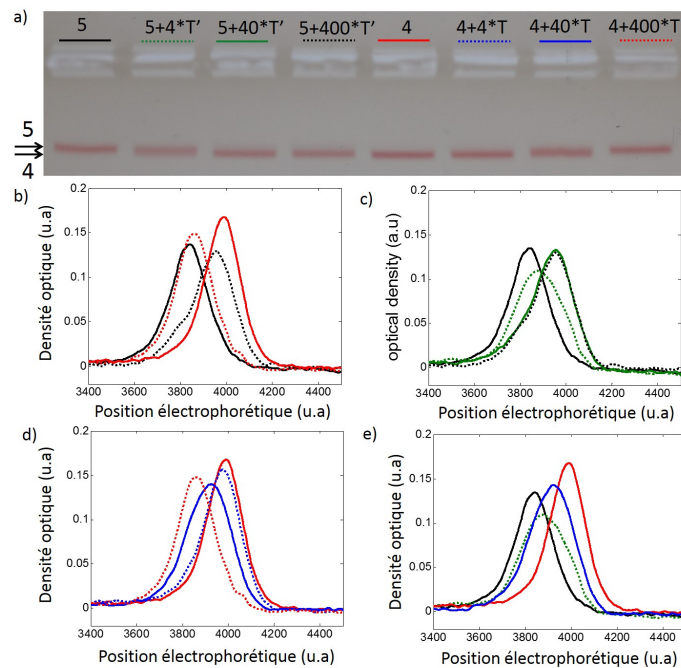 a)
5 5+4*T' 5+40*T' 5+400*T' 4 4+4*T 4+40*T 4+400*T
5
4
b)
0.2
0.15
0.1
0.05
0
Densité optique (u.a)
3400 3600 3800 4000 4200 4400
Position électrophorétique (u.a)
c)
0.2
0.15
0.1
0.05
0
optical density (a.u)
3400 3600 3800 4000 4200 4400
Position électrophorétique (u.a)
d)
0.2
0.15
0.1
0.05
0
Densité optique (u.a)
3400 3600 3800 4000 4200 4400
Position électrophorétique (u.a)
e)
0.2
0.15
0.1
0.05
0
Densité optique (u.a)
3400 3600 3800 4000 4200 4400
Position électrophorétique (u.a)